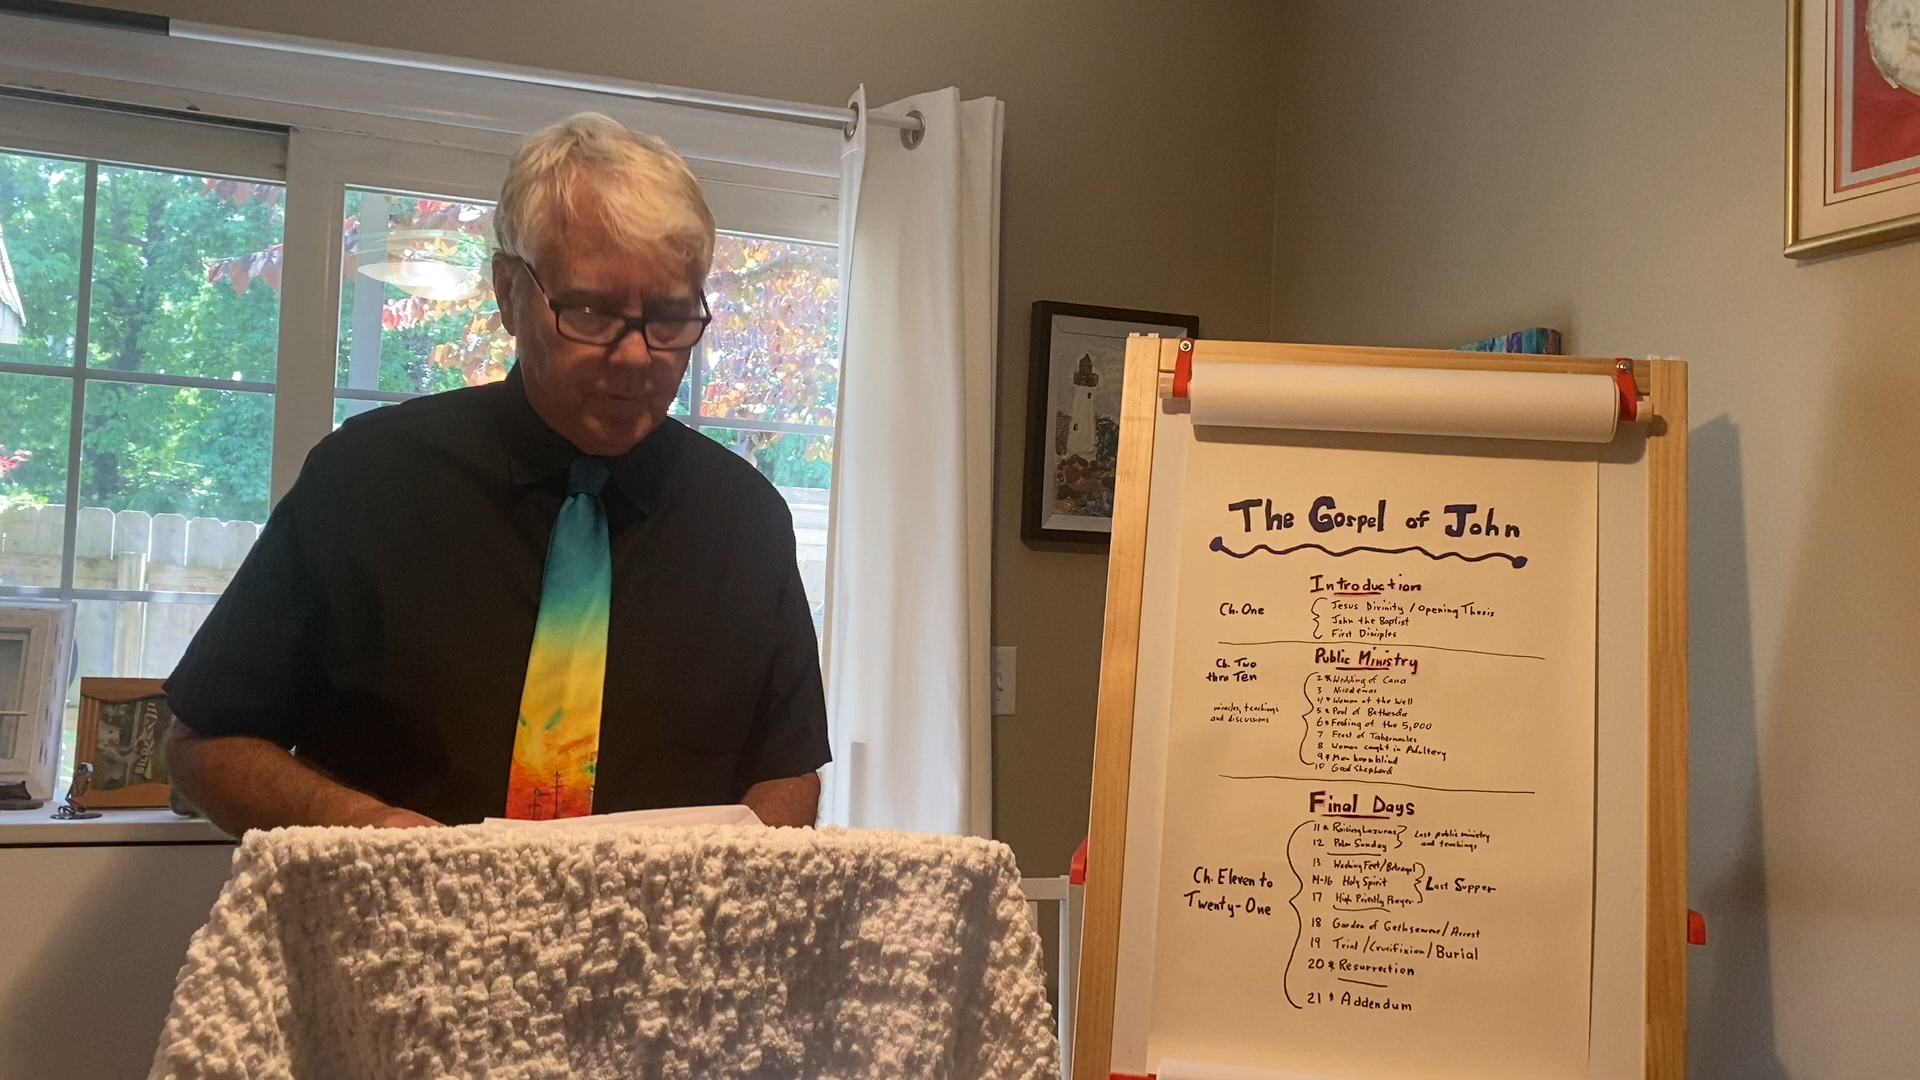 The Gospel of John
Introduction
Ch. One
Jesus Divinity / Opening Thesis
John the Baptist
First Disciples
Public Ministry
Ch. Two
thru Ten
miracles, teachings
and discussions
2 * Wedding of Cana
3 Nicodemus
4 * Woman at the Well
5 * Pool of Bethesda
6 * Feeding of the 5,000
7 Feast of Tabernacles
8 Woman caught in Adultery
9 * Man born blind
10 Good Shepherd
Final Days
Ch. Eleven to
Twenty-One
11 * Raising Lazarus
12 Palm Sunday
Last public ministry
and teachings
13 Washing Feet/Betrayal
14-16 Holy Spirit
17 High Priestly Prayer
Last Supper
18 Garden of Gethsemane / Arrest
19 Trial / Crucifixion / Burial
20 * Resurrection
21 * Addendum